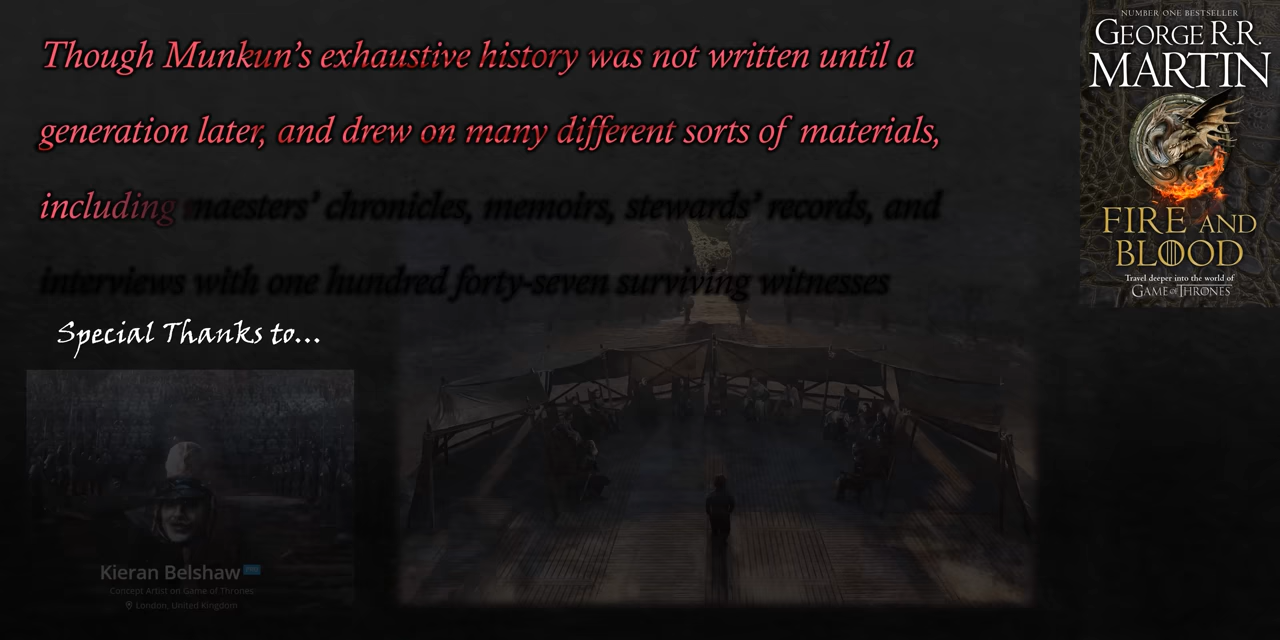 Though Munkun's exhaustive history was not written until a
generation later, and drew on many different sorts of materials,
including maesters' chronicles, memoirs, stewards' records, and
interviews with one hundred forty-seven surviving witnesses
Special Thanks to...
Kieran Belshaw
Concept Artist on Game of Thrones
London, United Kingdom
NUMBER ONE BESTSELLER
GEORGE R.R.
MARTIN
FIRE AND
BLOOD
Travel deeper into the world of
GAME OF THRONES